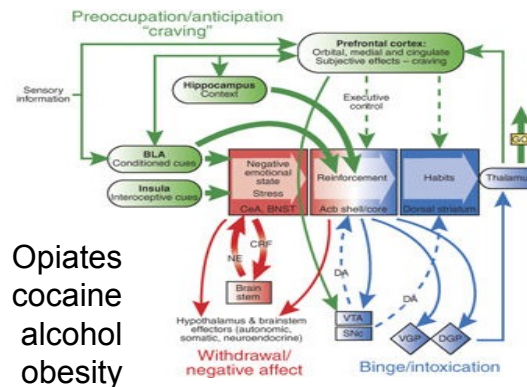 Preoccupation/anticipation
"craving"
Prefrontal cortex:
Orbital, medial and cingulate
Subjective effects – craving
Sensory
information
Hippocampus
Context
Executive
control
GO
BLA
Conditioned cues
Insula
Interoceptive cues
Negative
emotional
state
Stress
CeA, BNST
Reinforcement
Acb shell/core
Habits
Dorsal striatum
Thalamu
NE
CRF
Brain
stem
DA
DA
VTA
SNc
VGP
DGP
Hypothalamus & brainstem
effectors (autonomic,
somatic, neuroendocrine)
Withdrawal/
negative affect
Binge/intoxication
Opiates
cocaine
alcohol
obesity